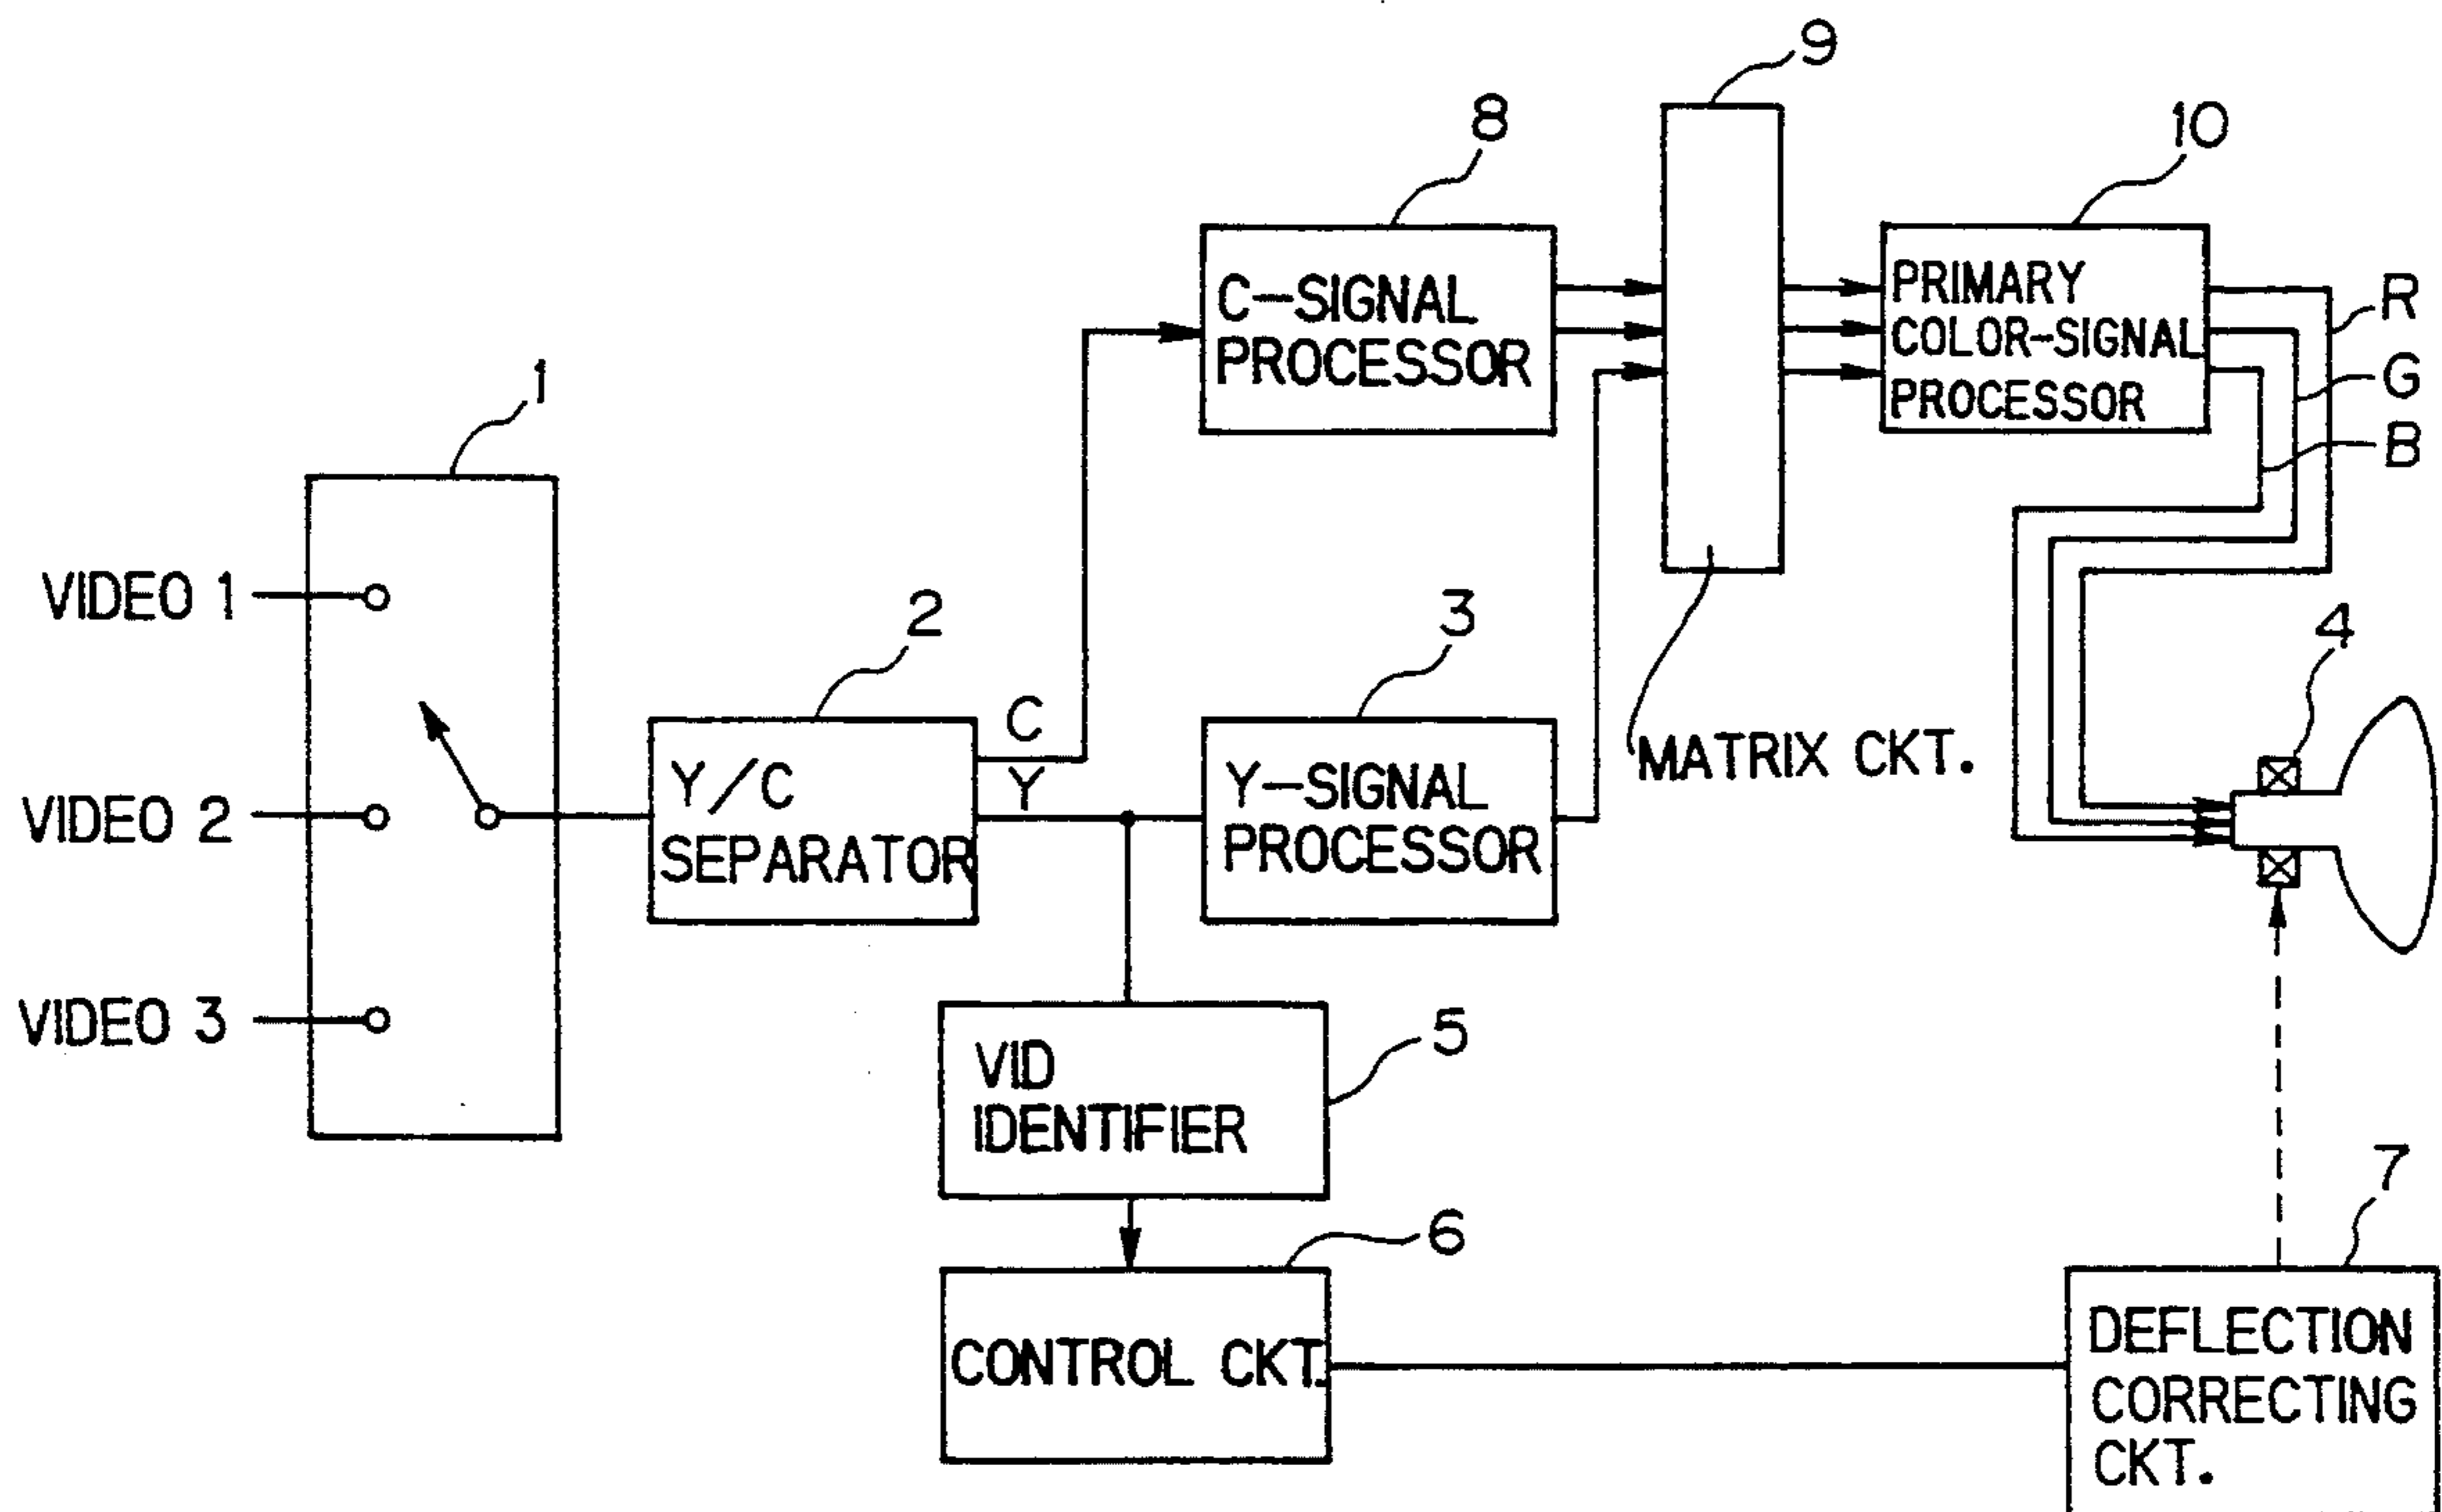 9
8
10
C-SIGNAL
PROCESSOR
PRIMARY
COLOR-SIGNAL
PROCESSOR
R
G
B
1
VIDEO 1
VIDEO 2
VIDEO 3
2
C
Y
Y/C
SEPARATOR
3
Y-SIGNAL
PROCESSOR
MATRIX CKT.
4
5
VID
IDENTIFIER
6
CONTROL CKT.
7
DEFLECTION
CORRECTING
CKT.